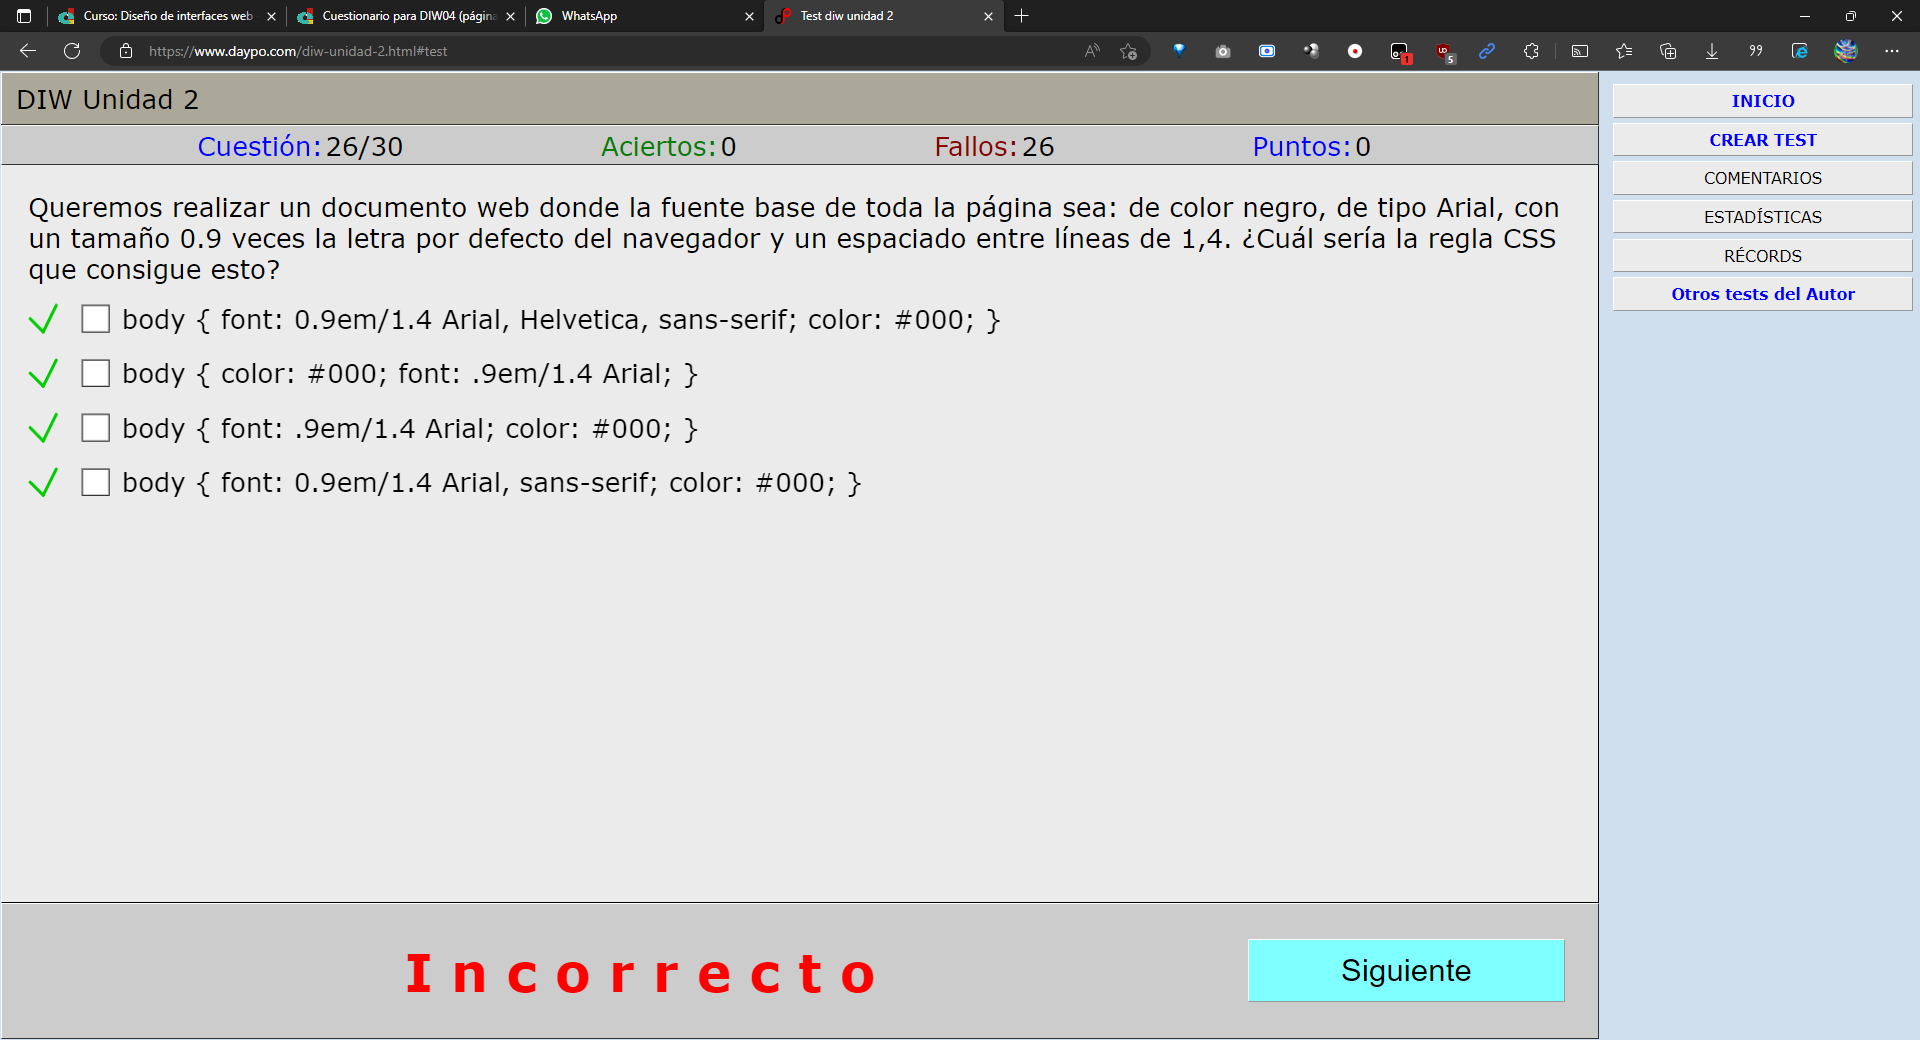 Curso: Diseño de interfaces web
Cuestionario para DIW04 (página
WhatsApp
Test diw unidad 2
https://www.daypo.com/diw-unidad-2.html#test
1
5
DIW Unidad 2
Cuestión: 26/30
Aciertos: 0
Fallos: 26
Puntos: 0
Queremos realizar un documento web donde la fuente base de toda la página sea: de color negro, de tipo Arial, con
un tamaño 0.9 veces la letra por defecto del navegador y un espaciado entre líneas de 1,4. ¿Cuál sería la regla CSS
que consigue esto?
body { font: 0.9em/1.4 Arial, Helvetica, sans-serif; color: #000; }
body { color: #000; font: .9em/1.4 Arial; }
body { font: .9em/1.4 Arial; color: #000; }
body { font: 0.9em/1.4 Arial, sans-serif; color: #000; }
Incorrecto
Siguiente
INICIO
CREAR TEST
COMENTARIOS
ESTADÍSTICAS
RÉCORDS
Otros tests del Autor